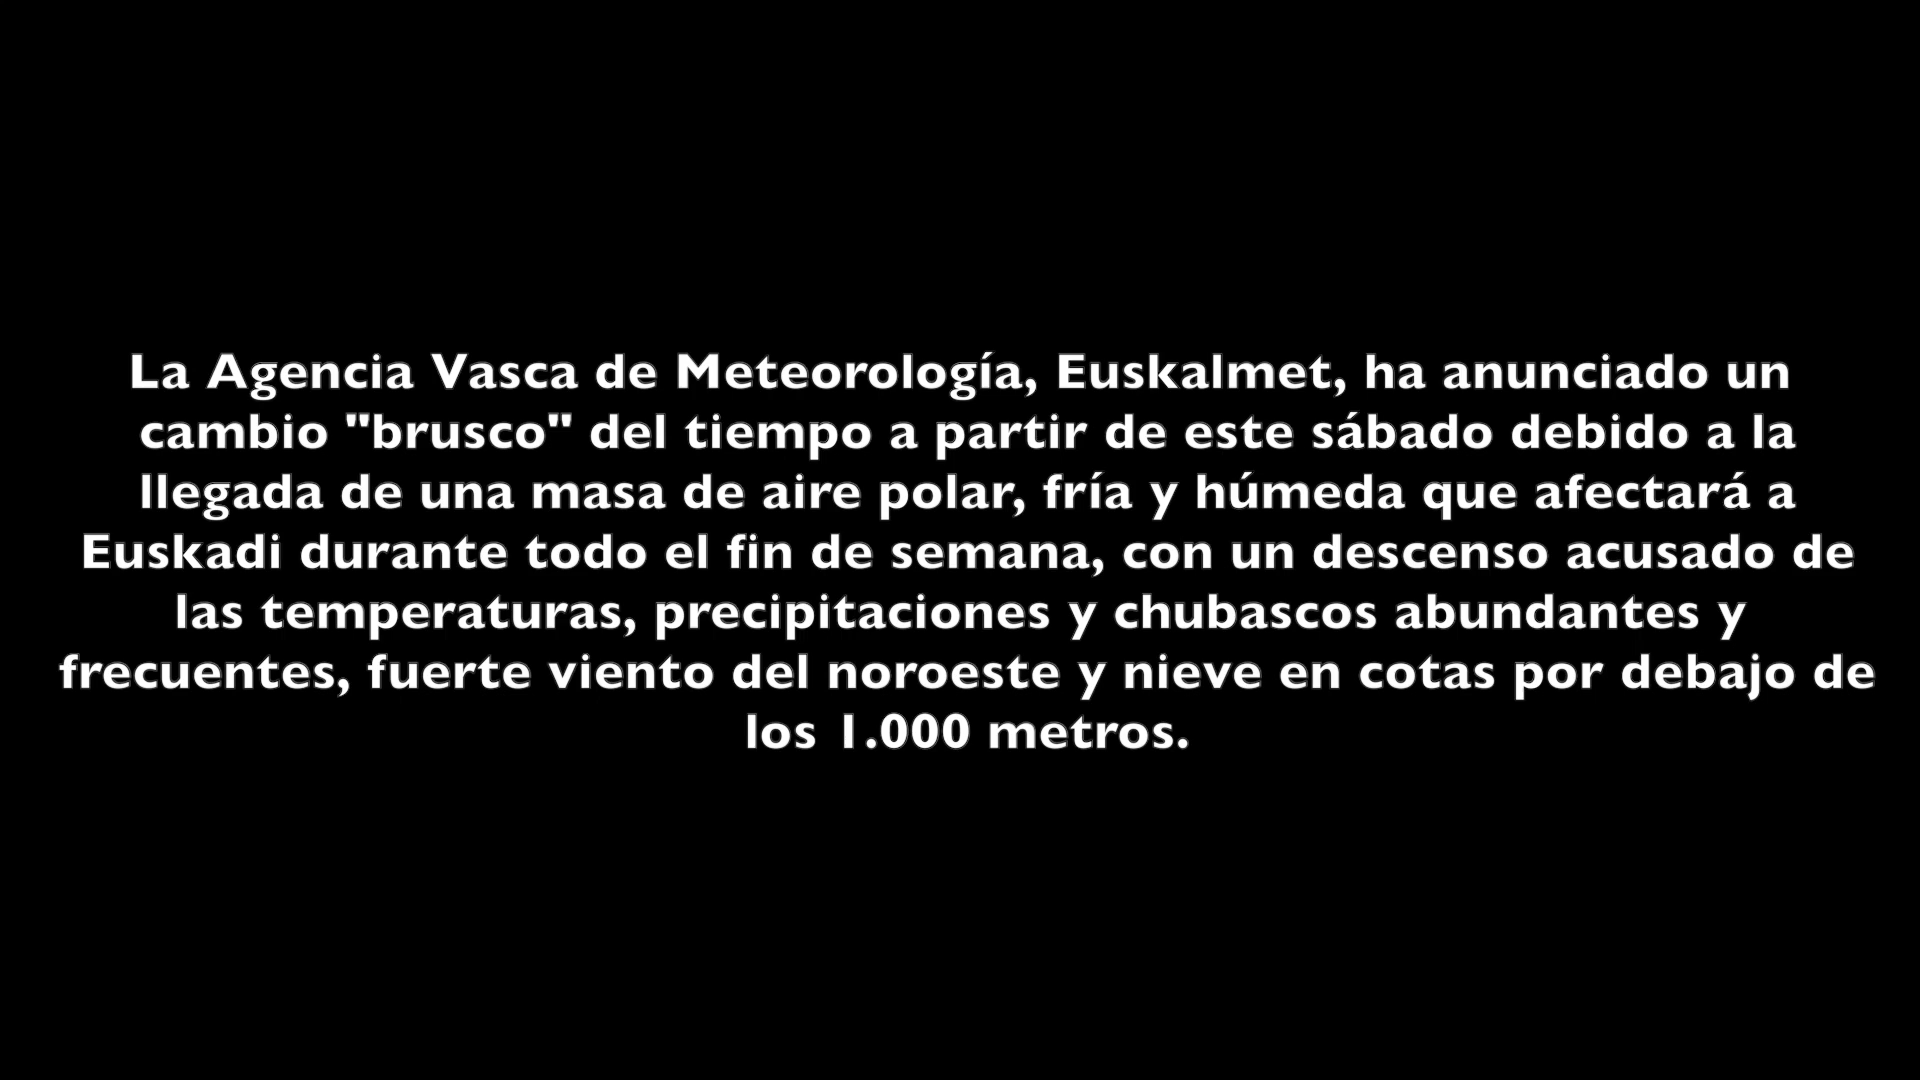 La Agencia Vasca de Meteorología, Euskalmet, ha anunciado un
cambio "brusco" del tiempo a partir de este sábado debido a la
llegada de una masa de aire polar, fría y húmeda que afectará a
Euskadi durante todo el fin de semana, con un descenso acusado de
las temperaturas, precipitaciones y chubascos abundantes y
frecuentes, fuerte viento del noroeste y nieve en cotas por debajo de
los 1.000 metros.